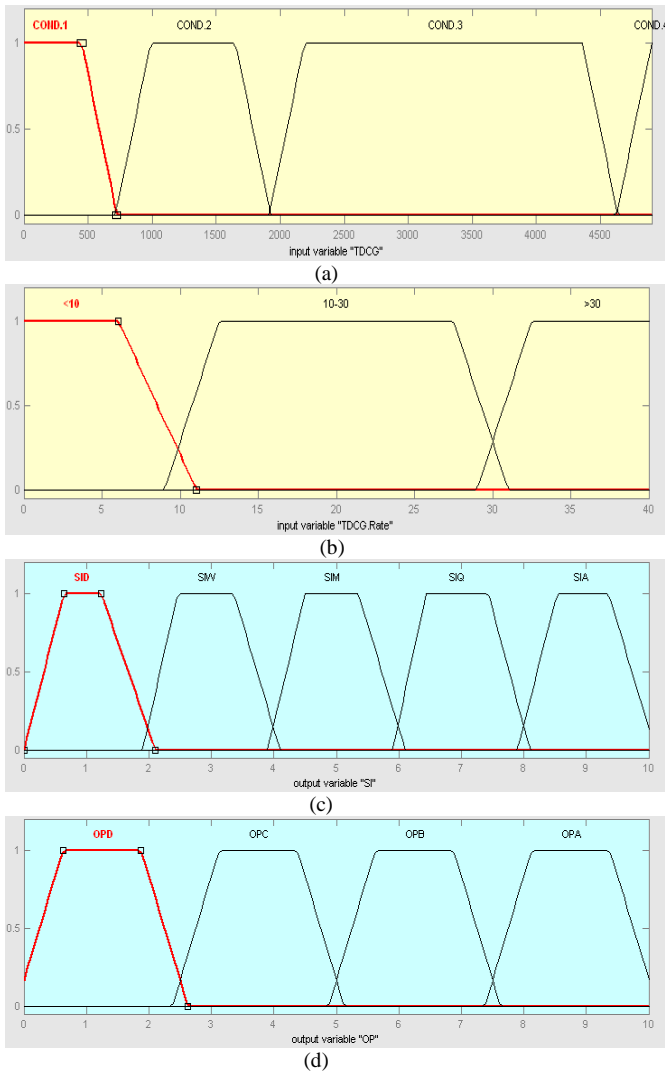 COND.1 COND.2 COND.3 COND.4
1
0.5
0
0 500 1000 1500 2000 2500 3000 3500 4000 4500
input variable "TDCG"
(a)
<10 10-30 >30
1
0.5
0
0 5 10 15 20 25 30 35 40
input variable "TDCG.Rate"
(b)
SID SIW SIM SIQ SIA
1
0.5
0
0 1 2 3 4 5 6 7 8 9 10
output variable "SI"
(c)
OPD OPC OPB OPA
1
0.5
0
0 1 2 3 4 5 6 7 8 9 10
output variable "OP"
(d)